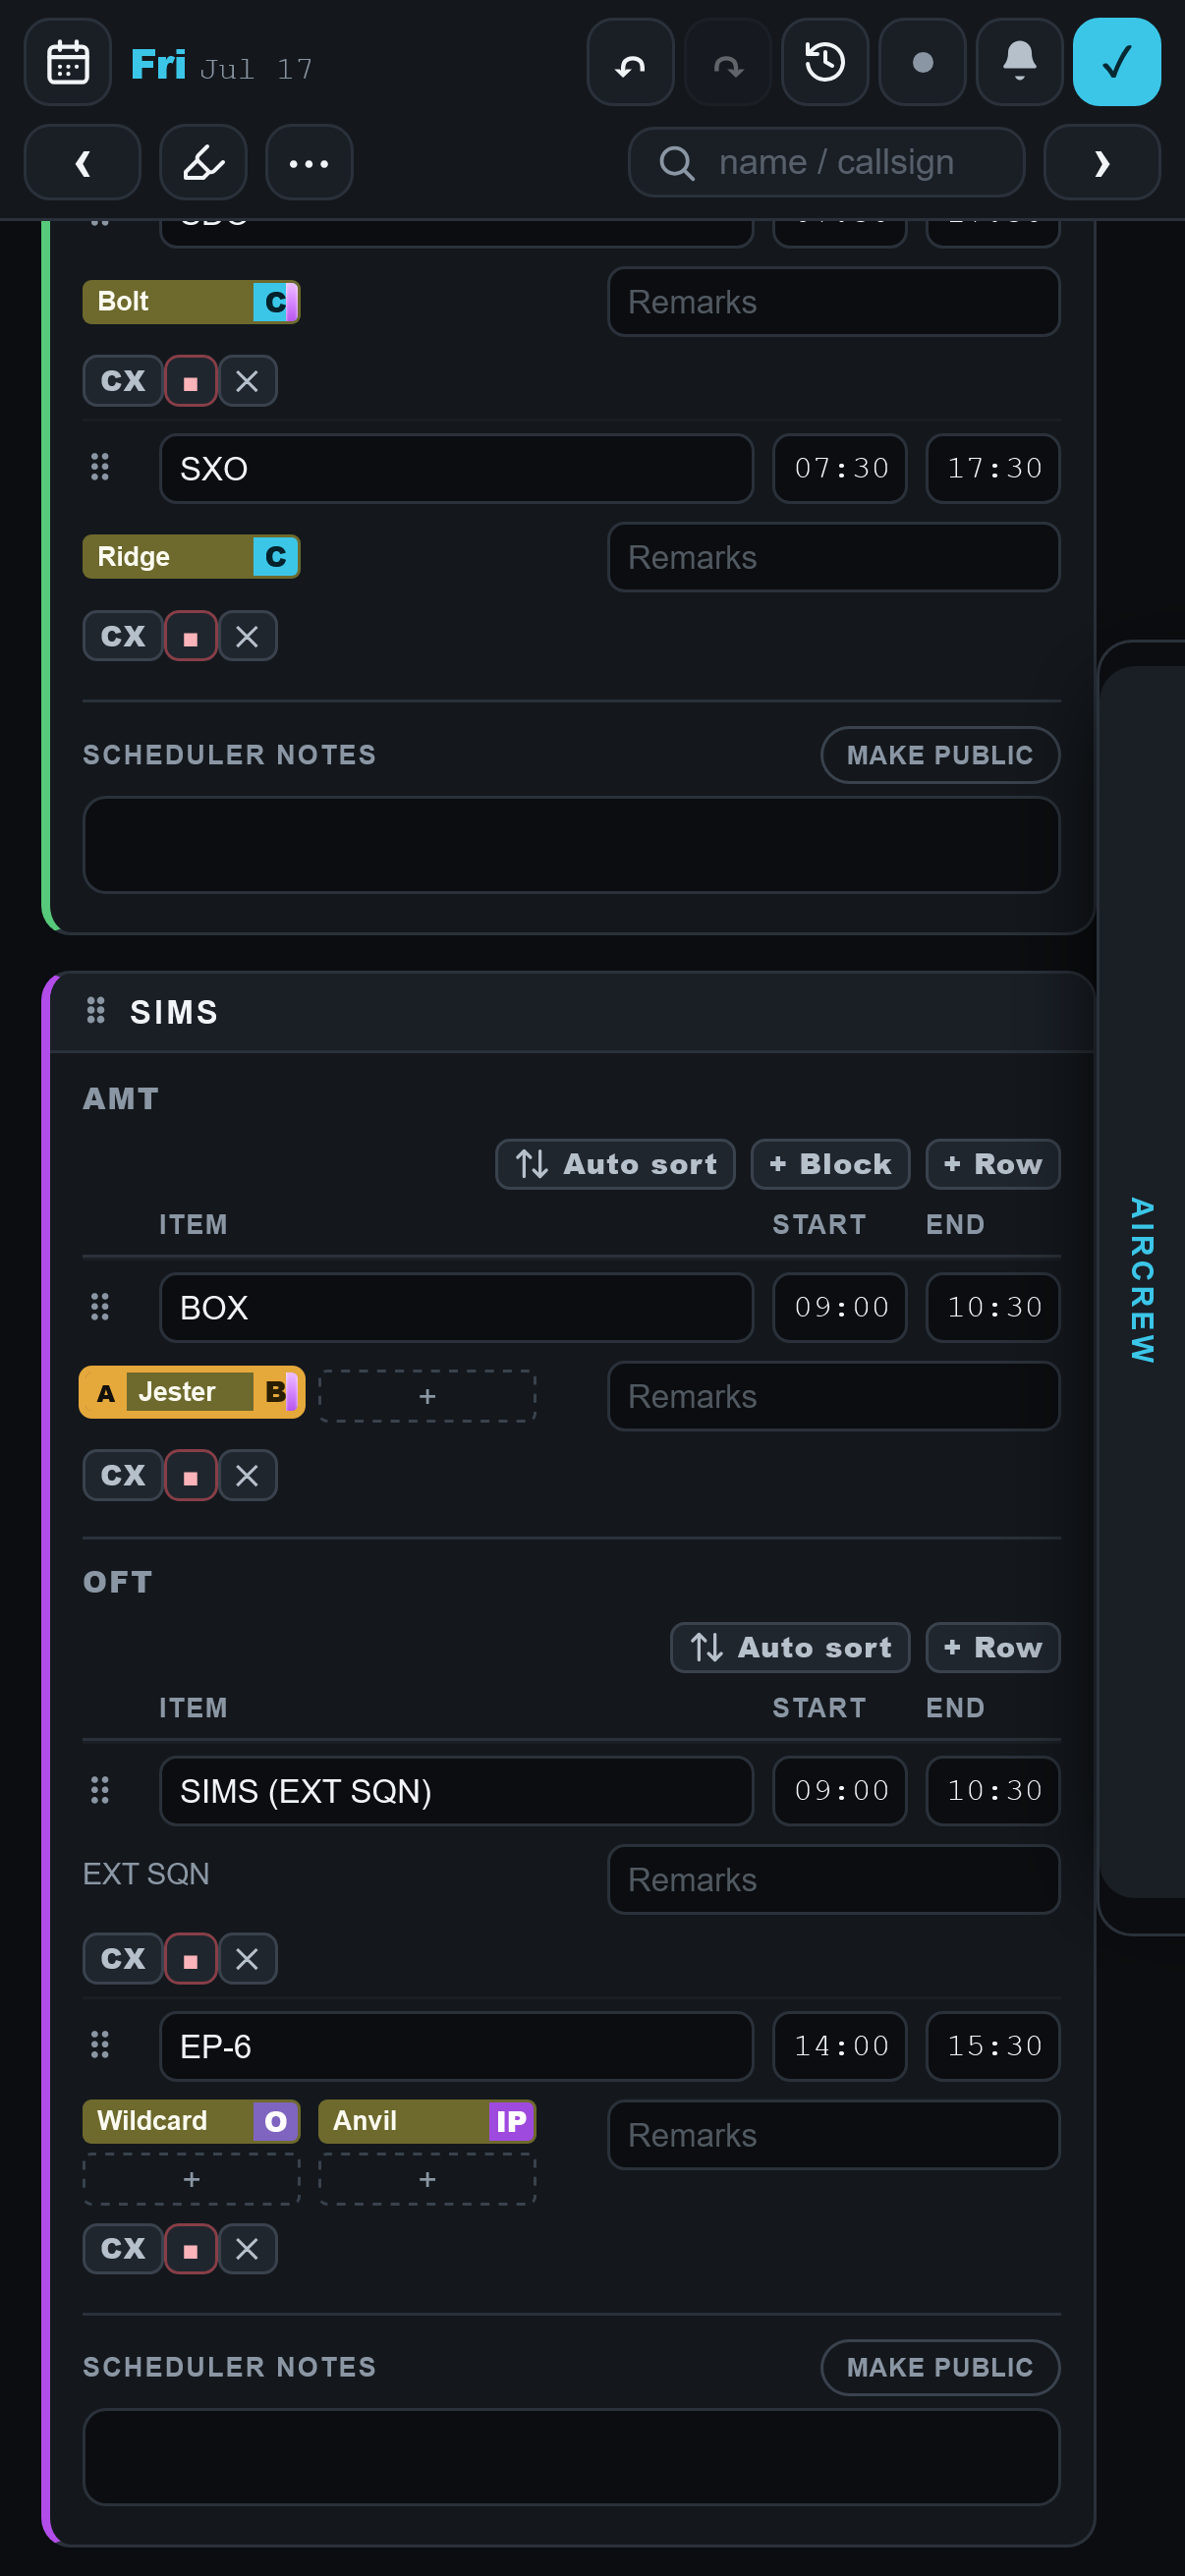 Fri Jul 17
name / callsign
Bolt C Remarks
CX
SXO 07:30 17:30
Ridge C Remarks
CX
SCHEDULER NOTES MAKE PUBLIC
SIMS
AMT
Auto sort + Block + Row
ITEM START END
BOX 09:00 10:30
A Jester B + Remarks
CX
OFT
Auto sort + Row
ITEM START END
SIMS (EXT SQN) 09:00 10:30
EXT SQN Remarks
CX
EP-6 14:00 15:30
Wildcard O Anvil IP Remarks
+ +
CX
SCHEDULER NOTES MAKE PUBLIC
AIRCREW